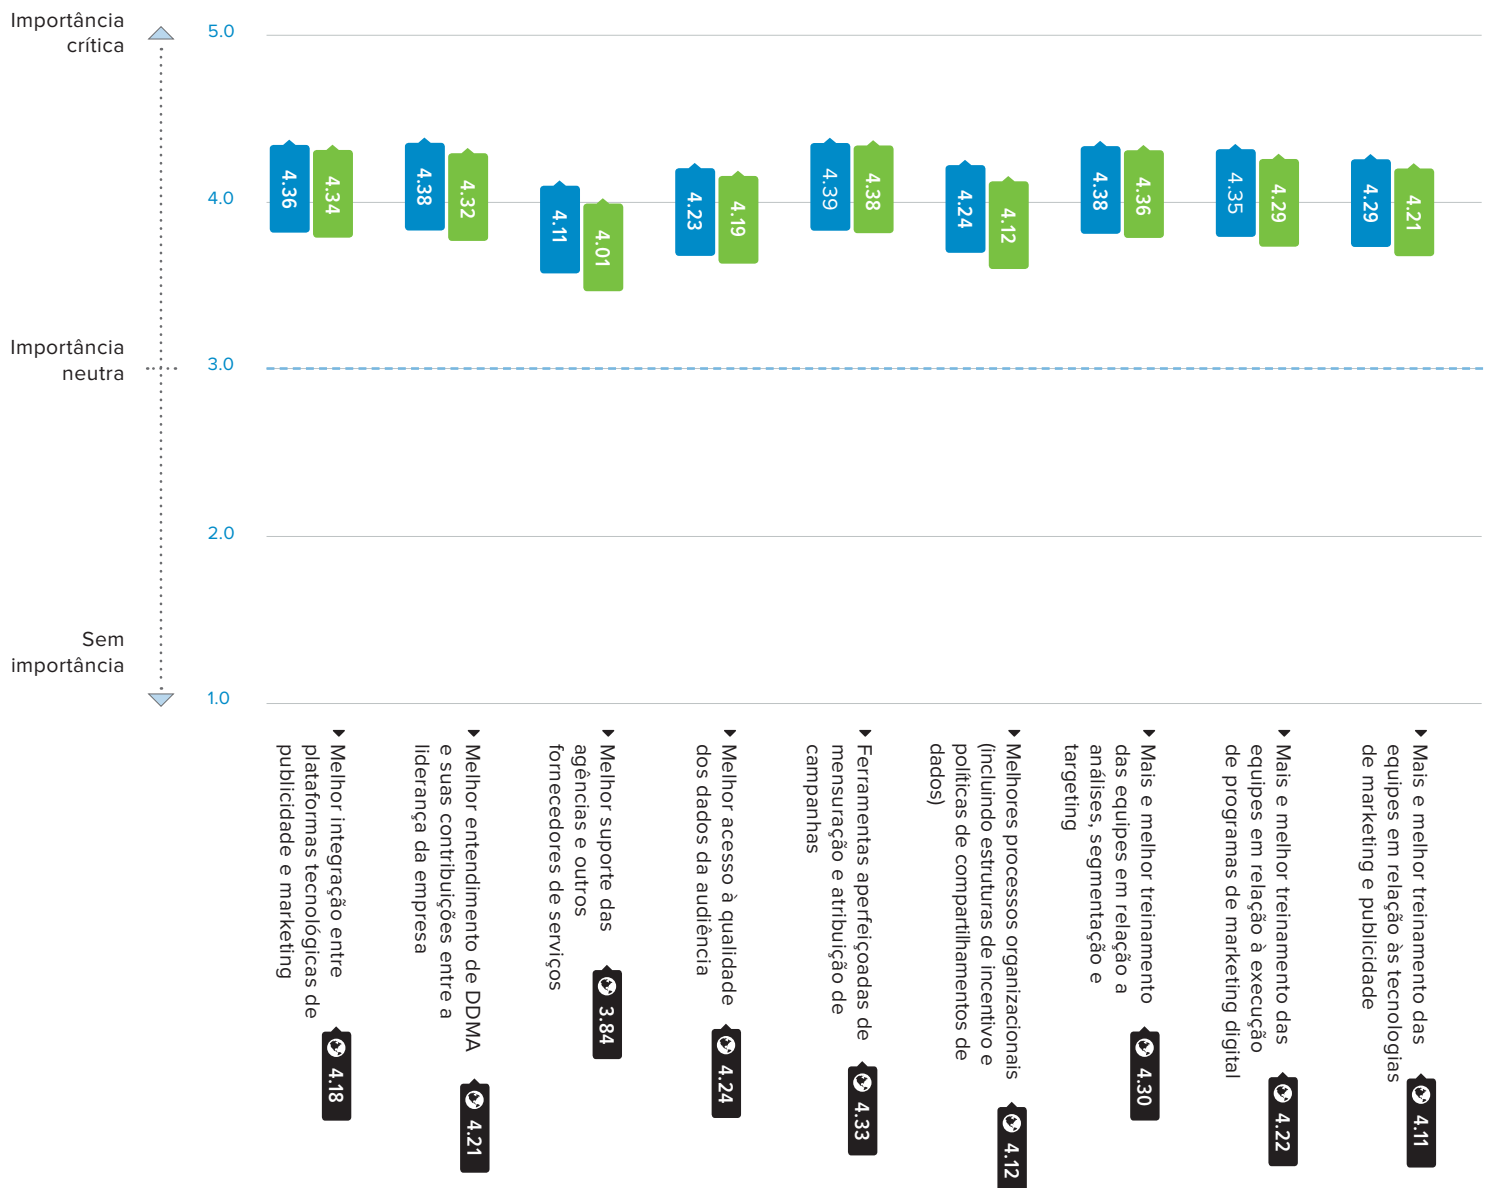 Importância
crítica
5.0
4.0
Importância
neutra
3.0
2.0
Sem
importância
1.0
4.36
4.34
4.38
4.32
4.11
4.01
4.23
4.19
4.39
4.38
4.24
4.12
4.38
4.36
4.35
4.29
4.29
4.21
Melhor integração entre
plataformas tecnológicas de
publicidade e marketing
4.18
Melhor entendimento de DDMA
e suas contribuições entre a
liderança da empresa
4.21
Melhor suporte das
agências e outros
fornecedores de serviços
3.84
Melhor acesso à qualidade
dos dados da audiência
4.24
Ferramentas aperfeiçoadas de
mensuração e atribuição de
campanhas
4.33
Melhores processos organizacionais
(incluindo estruturas de incentivo e
políticas de compartilhamentos de
dados)
4.12
Mais e melhor treinamento
das equipes em relação a
análises, segmentação e
targeting
4.30
Mais e melhor treinamento das
equipes em relação à execução
de programas de marketing digital
4.22
Mais e melhor treinamento das
equipes em relação às tecnologias
de marketing e publicidade
4.11